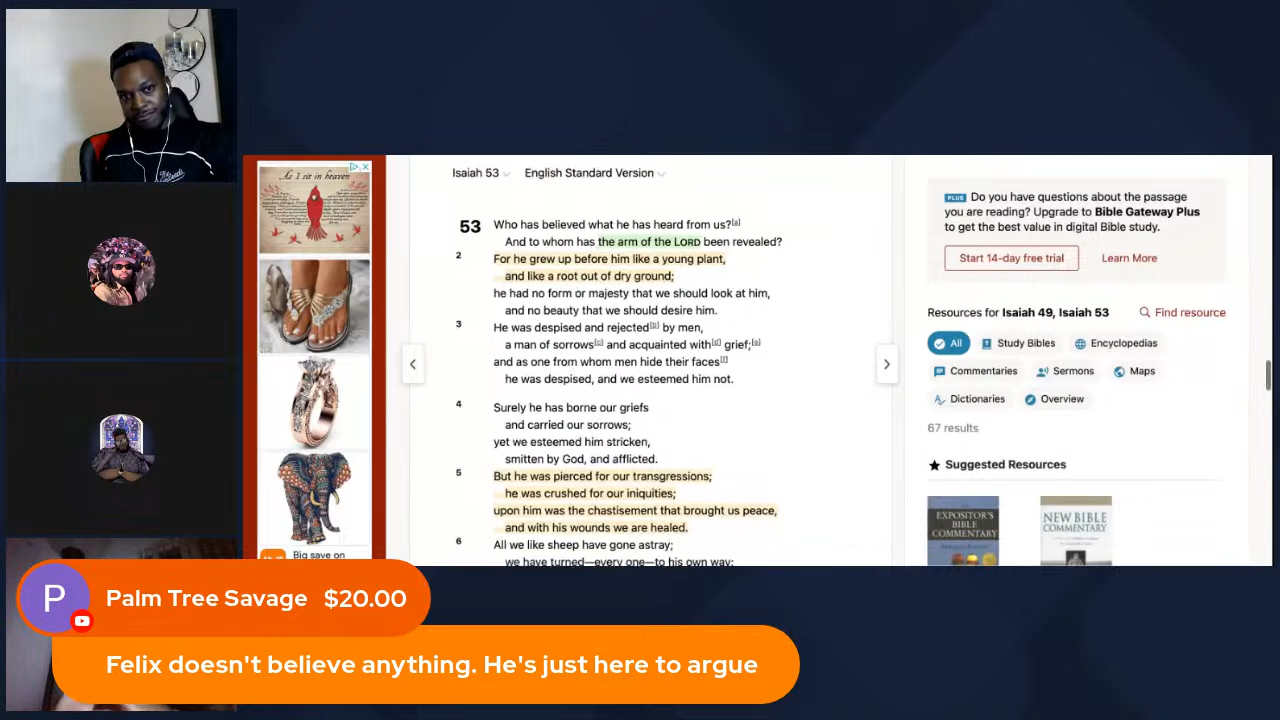 As I sit in heaven
Big save on
Isaiah 53
English Standard Version
53 Who has believed what he has heard from us?[a]
And to whom has the arm of the LORD been revealed?
2 For he grew up before him like a young plant,
and like a root out of dry ground;
he had no form or majesty that we should look at him,
and no beauty that we should desire him.
3 He was despised and rejected[b] by men,
a man of sorrows[c] and acquainted with[d] grief;[e]
and as one from whom men hide their faces[f]
he was despised, and we esteemed him not.
4 Surely he has borne our griefs
and carried our sorrows;
yet we esteemed him stricken,
smitten by God, and afflicted.
5 But he was pierced for our transgressions;
he was crushed for our iniquities;
upon him was the chastisement that brought us peace,
and with his wounds we are healed.
6 All we like sheep have gone astray;
we have turned—every one—to his own way;
PLUS Do you have questions about the passage
you are reading? Upgrade to Bible Gateway Plus
to get the best value in digital Bible study.
Start 14-day free trial
Learn More
Resources for Isaiah 49, Isaiah 53
Find resource
All
Study Bibles
Encyclopedias
Commentaries
Sermons
Maps
Dictionaries
Overview
67 results
Suggested Resources
EXPOSITOR'S
BIBLE
COMMENTARY
NEW BIBLE
COMMENTARY
P
Palm Tree Savage $20.00
Felix doesn't believe anything. He's just here to argue